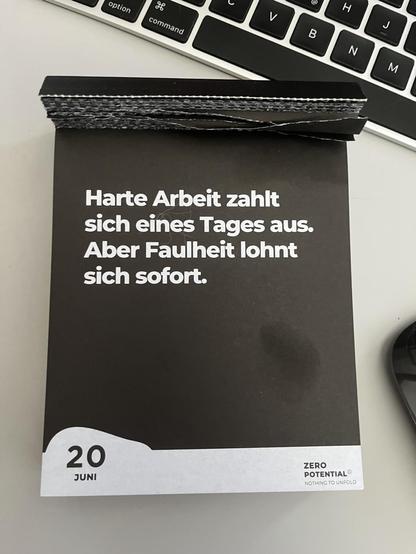 option
⌘
command
C
V
B
N
H
J
M
K
Harte Arbeit zahlt
sich eines Tages aus.
Aber Faulheit lohnt
sich sofort.
20
JUNI
ZERO
POTENTIAL©
NOTHING TO UNFOLD